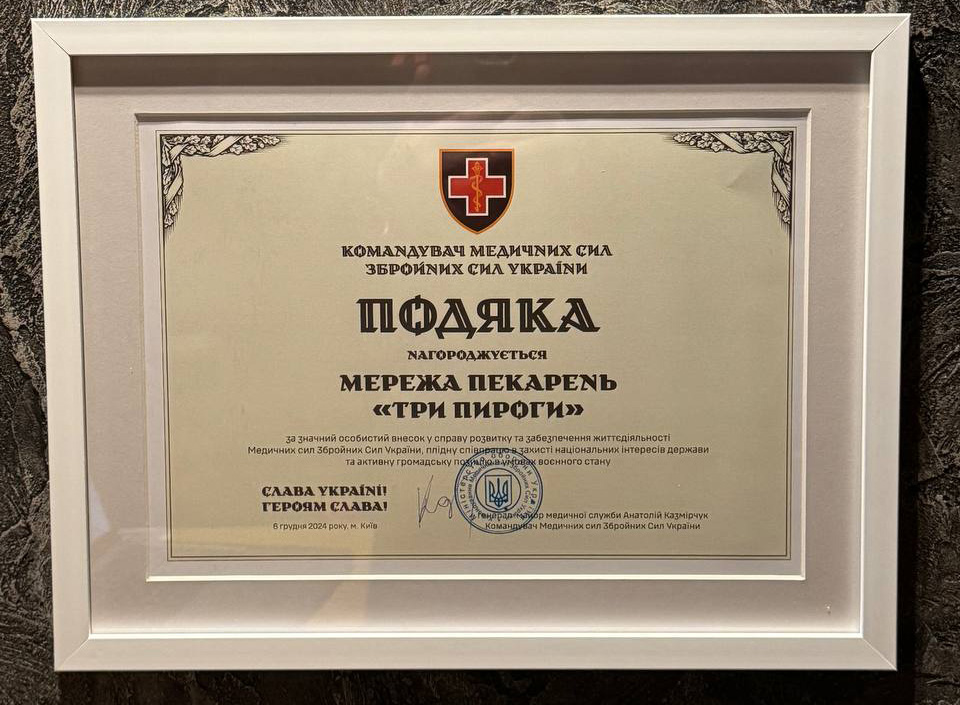 КОМАНДУВАЧ МЕДИЧНИХ СИЛ
ЗБРОЙНИХ СИЛ УКРАЇНИ
ПОДЯКА
НАГОРОДЖУЄТЬСЯ
МЕРЕЖА ПЕКАРЕНЬ
«ТРИ ПИРОГИ»
за значний особистий внесок у справу розвитку та забезпечення життєдіяльності
Медичних сил Збройних Сил України, плідну співпрацю в захисті національних інтересів держави
та активну громадську позицію в умовах воєнного стану
СЛАВА УКРАЇНІ!
ГЕРОЯМ СЛАВА!
6 грудня 2024 року, м. Київ
генерал-майор медичної служби Анатолій Казмірчук
Командувач Медичних сил Збройних Сил України